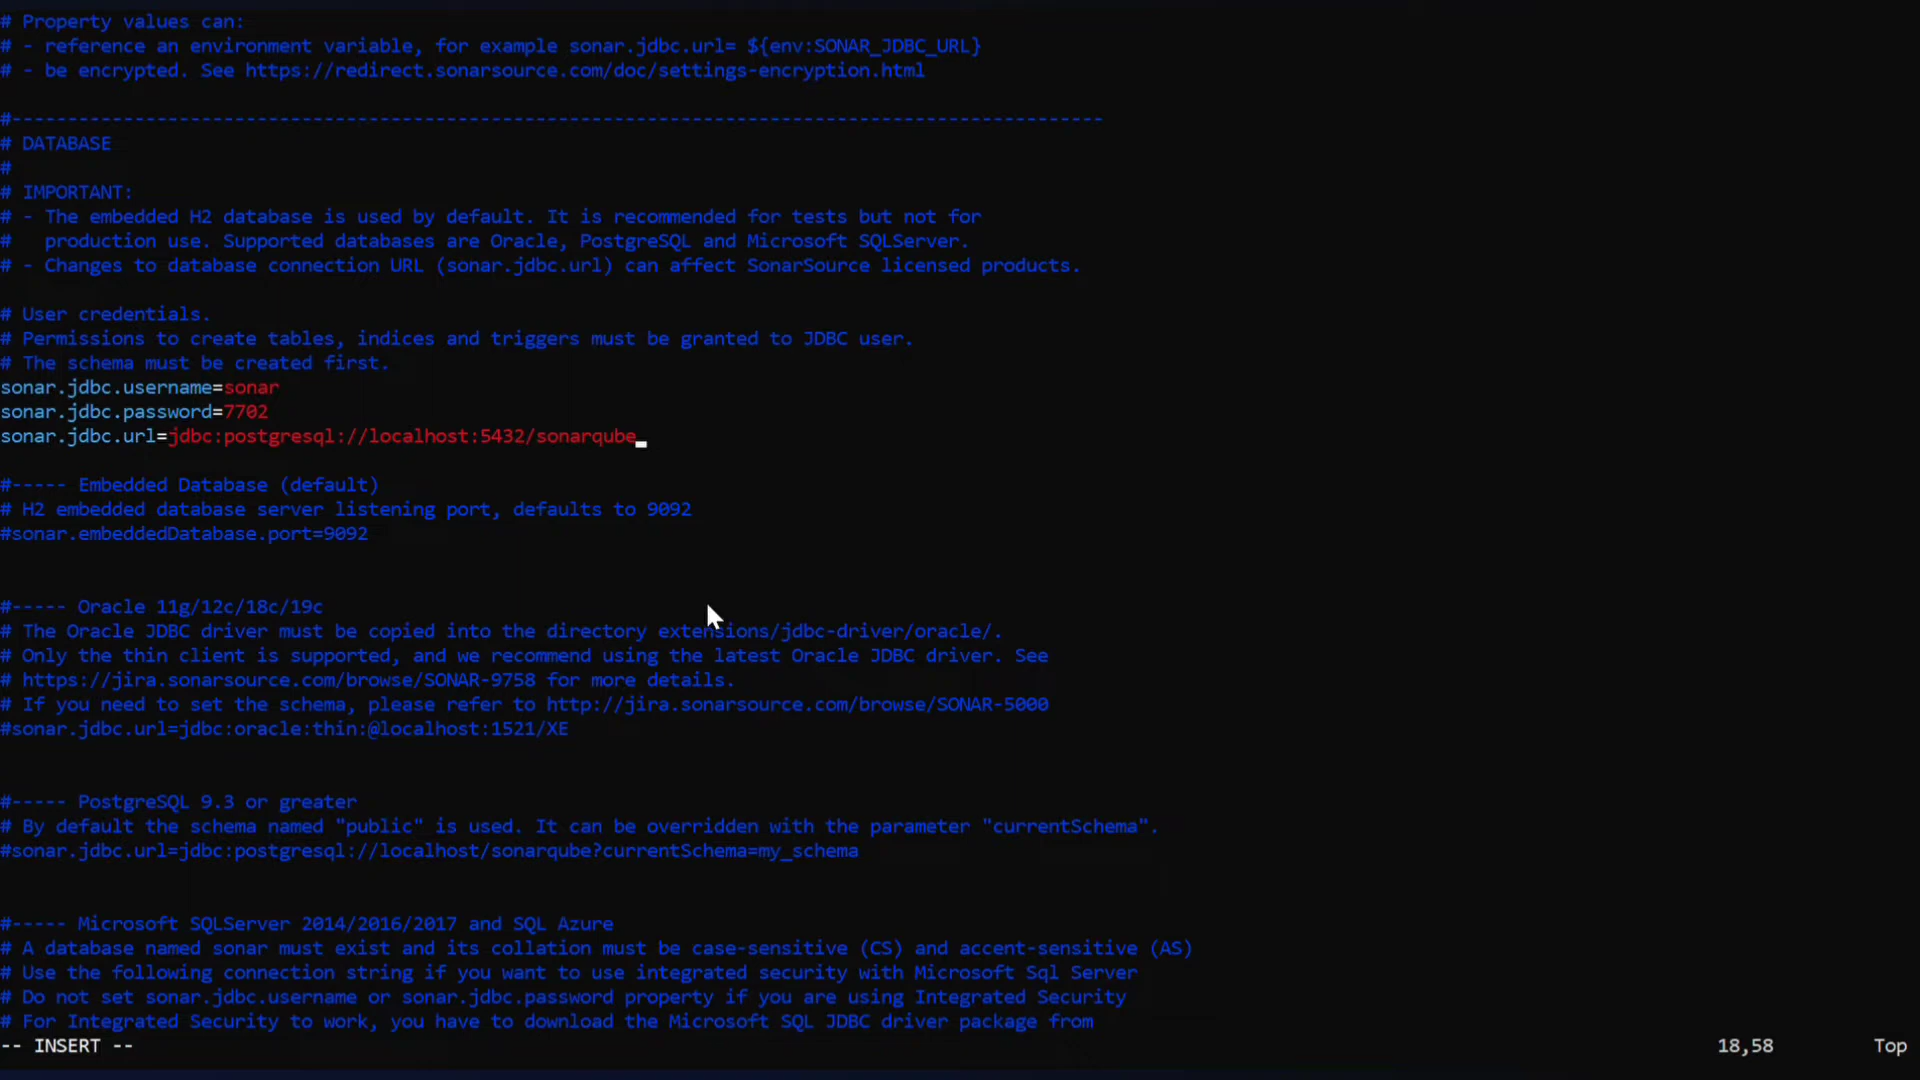 # Property values can:
# - reference an environment variable, for example sonar.jdbc.url= ${env:SONAR_JDBC_URL}
# - be encrypted. See https://redirect.sonarsource.com/doc/settings-encryption.html
#--------------------------------------------------------------------------------------------------
# DATABASE
#
# IMPORTANT:
# - The embedded H2 database is used by default. It is recommended for tests but not for
#   production use. Supported databases are Oracle, PostgreSQL and Microsoft SQLServer.
# - Changes to database connection URL (sonar.jdbc.url) can affect SonarSource licensed products.
# User credentials.
# Permissions to create tables, indices and triggers must be granted to JDBC user.
# The schema must be created first.
sonar.jdbc.username=sonar
sonar.jdbc.password=7702
sonar.jdbc.url=jdbc:postgresql://localhost:5432/sonarqube
#----- Embedded Database (default)
# H2 embedded database server listening port, defaults to 9092
#sonar.embeddedDatabase.port=9092
#----- Oracle 11g/12c/18c/19c
# The Oracle JDBC driver must be copied into the directory extensions/jdbc-driver/oracle/.
# Only the thin client is supported, and we recommend using the latest Oracle JDBC driver. See
# https://jira.sonarsource.com/browse/SONAR-9758 for more details.
# If you need to set the schema, please refer to http://jira.sonarsource.com/browse/SONAR-5000
#sonar.jdbc.url=jdbc:oracle:thin:@localhost:1521/XE
#----- PostgreSQL 9.3 or greater
# By default the schema named "public" is used. It can be overridden with the parameter "currentSchema".
#sonar.jdbc.url=jdbc:postgresql://localhost/sonarqube?currentSchema=my_schema
#----- Microsoft SQLServer 2014/2016/2017 and SQL Azure
# A database named sonar must exist and its collation must be case-sensitive (CS) and accent-sensitive (AS)
# Use the following connection string if you want to use integrated security with Microsoft Sql Server
# Do not set sonar.jdbc.username or sonar.jdbc.password property if you are using Integrated Security
# For Integrated Security to work, you have to download the Microsoft SQL JDBC driver package from
-- INSERT -- 18,58 Top